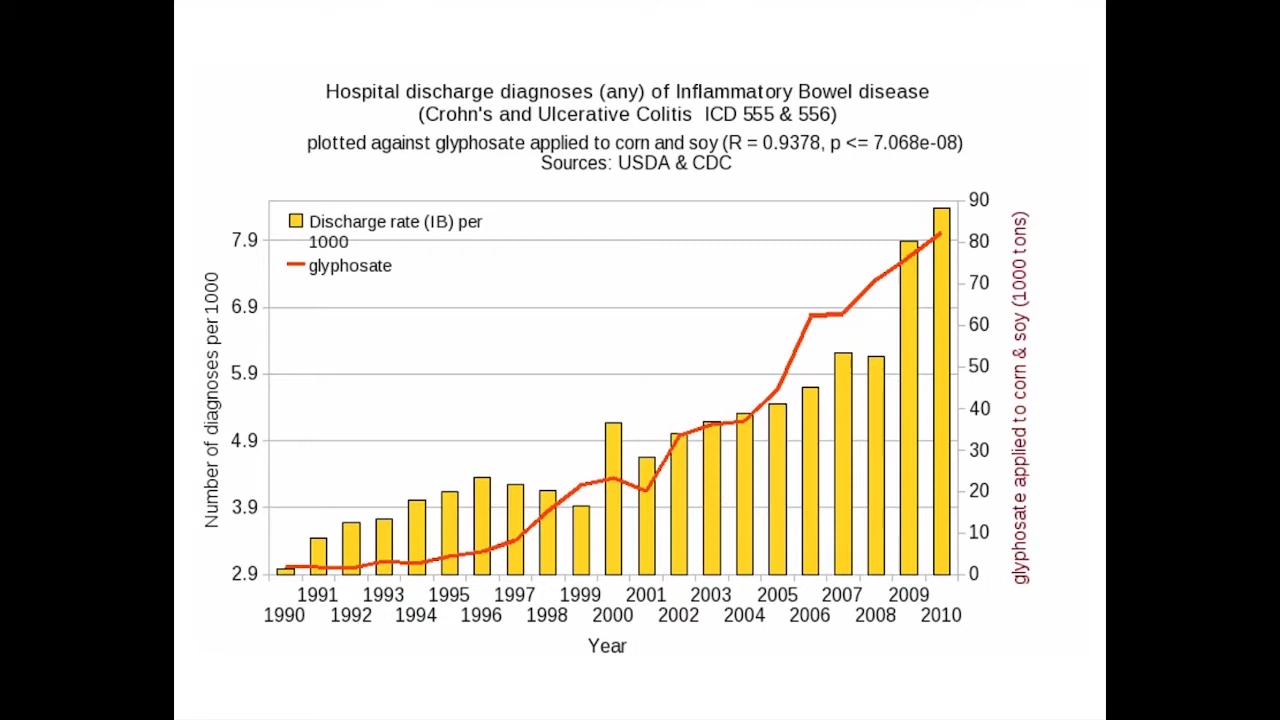 Hospital discharge diagnoses (any) of Inflammatory Bowel disease
(Crohn's and Ulcerative Colitis ICD 555 & 556)
plotted against glyphosate applied to corn and soy (R = 0.9378, p <= 7.068e-08)
Sources: USDA & CDC
Discharge rate (IB) per
1000
glyphosate
Number of diagnoses per 1000
7.9
6.9
5.9
4.9
3.9
2.9
90
80
70
60
50
40
30
20
10
0
glyphosate applied to corn & soy (1000 tons)
1991 1993 1995 1997 1999 2001 2003 2005 2007 2009
1990 1992 1994 1996 1998 2000 2002 2004 2006 2008 2010
Year